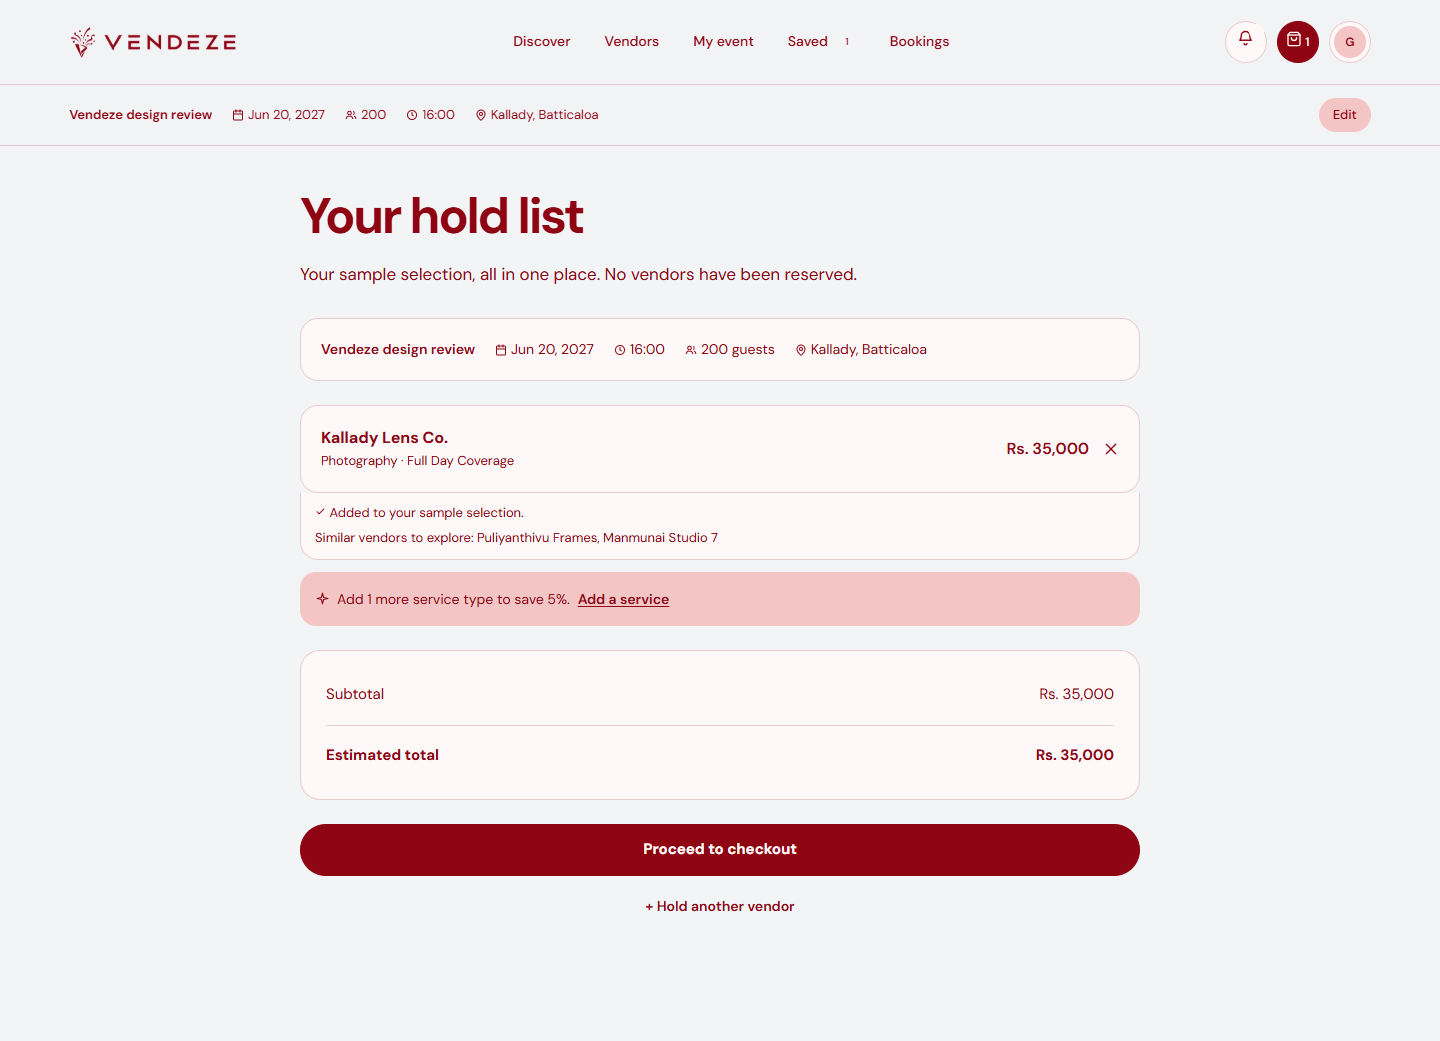 VENDEZE
Discover Vendors My event Saved 1 Bookings
1 G
Vendeze design review Jun 20, 2027 200 16:00 Kallady, Batticaloa Edit
Your hold list
Your sample selection, all in one place. No vendors have been reserved.
Vendeze design review Jun 20, 2027 16:00 200 guests Kallady, Batticaloa
Kallady Lens Co.
Photography · Full Day Coverage
Rs. 35,000
Added to your sample selection.
Similar vendors to explore: Puliyanthivu Frames, Manmunai Studio 7
Add 1 more service type to save 5%. Add a service
Subtotal Rs. 35,000
Estimated total Rs. 35,000
Proceed to checkout
+ Hold another vendor